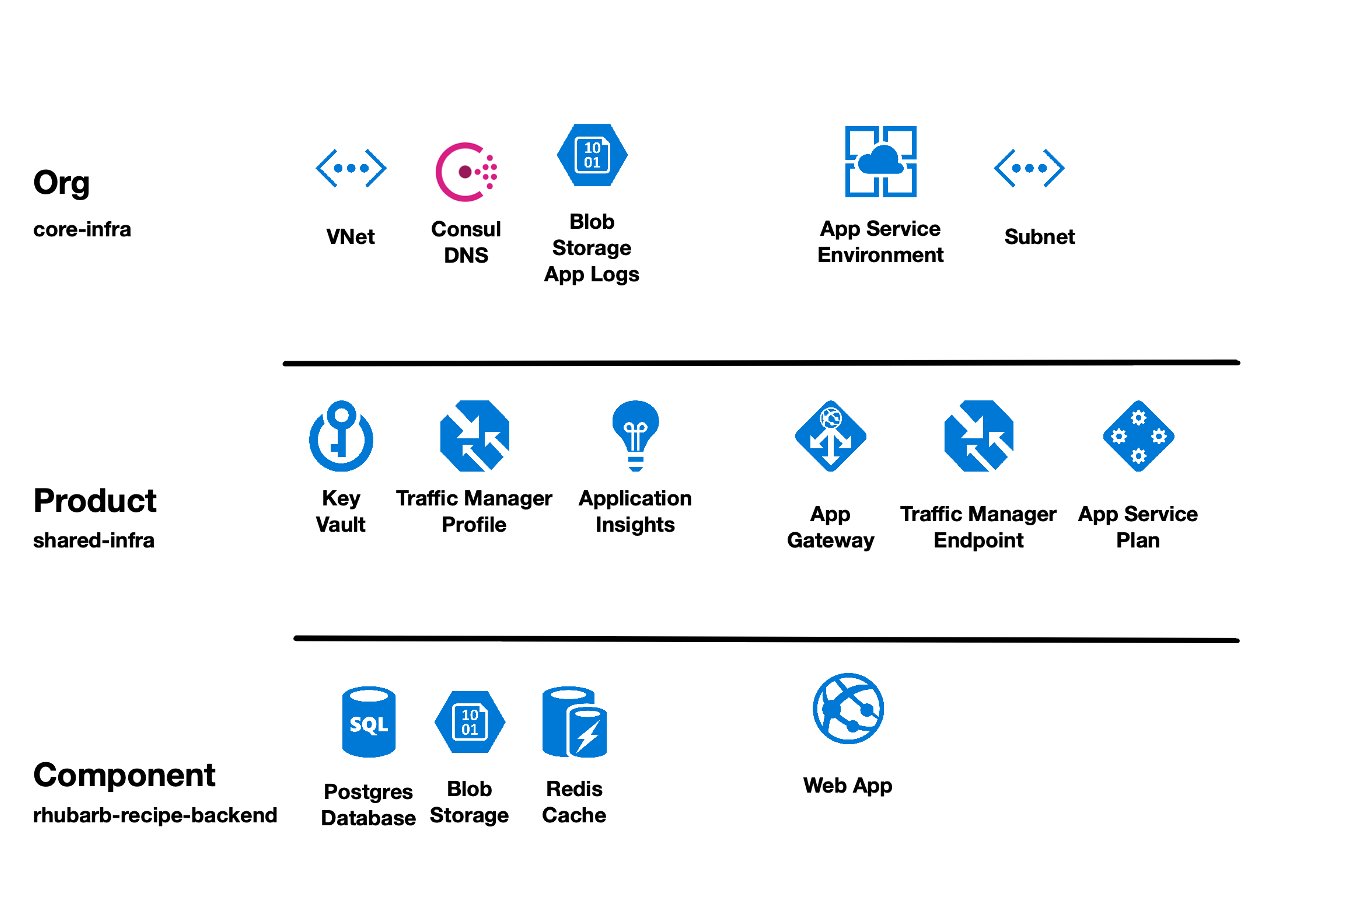 Org
core-infra
VNet
Consul
DNS
10
01
Blob
Storage
App Logs
App Service
Environment
Subnet
Product
shared-infra
Key
Vault
Traffic Manager
Profile
Application
Insights
App
Gateway
Traffic Manager
Endpoint
App Service
Plan
Component
rhubarb-recipe-backend
SQL
Postgres
Database
10
01
Blob
Storage
Redis
Cache
Web App